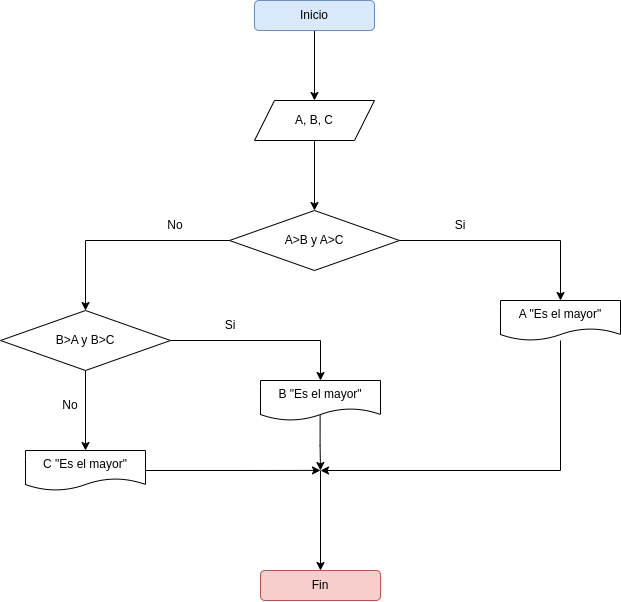 Inicio
A, B, C
No
A>B y A>C
Si
A "Es el mayor"
B>A y B>C
Si
B "Es el mayor"
No
C "Es el mayor"
Fin